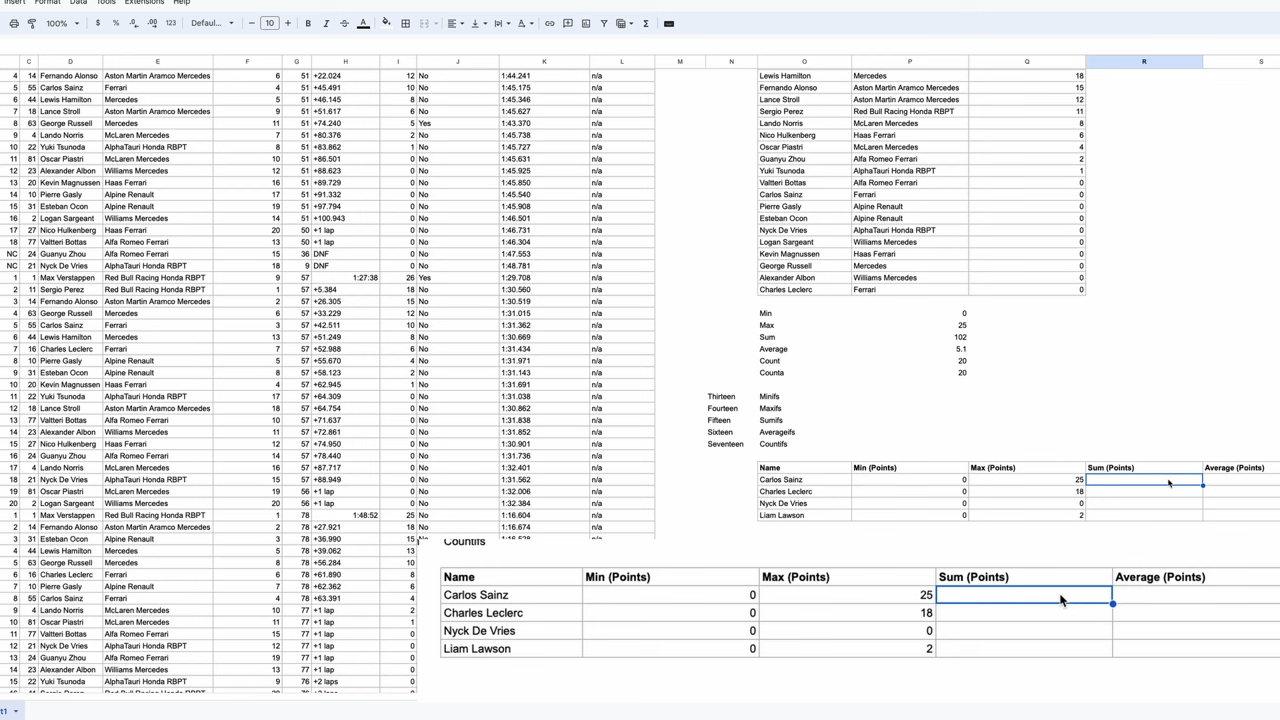 Insert Format Data Tools Extensions Help
100% $ % .0 .00 123 Defaul... − 10 + B I S A Σ
C D E F G H I J K L M N O P Q R S
4 14 Fernando Alonso Aston Martin Aramco Mercedes 6 51 +22.024 12 No 1:44.241 n/a Lewis Hamilton Mercedes 18
5 55 Carlos Sainz Ferrari 4 51 +45.491 10 No 1:45.175 n/a Fernando Alonso Aston Martin Aramco Mercedes 15
6 44 Lewis Hamilton Mercedes 5 51 +46.145 8 No 1:45.346 n/a Lance Stroll Aston Martin Aramco Mercedes 12
7 18 Lance Stroll Aston Martin Aramco Mercedes 9 51 +51.617 6 No 1:45.627 n/a Sergio Perez Red Bull Racing Honda RBPT 11
8 63 George Russell Mercedes 3 51 +74.240 5 Yes 1:43.370 n/a Lando Norris McLaren Mercedes 8
9 4 Lando Norris McLaren Mercedes 7 51 +80.376 2 No 1:45.738 n/a Nico Hulkenberg Haas Ferrari 6
10 22 Yuki Tsunoda AlphaTauri Honda RBPT 8 51 +83.862 1 No 1:45.727 n/a Oscar Piastri McLaren Mercedes 4
11 81 Oscar Piastri McLaren Mercedes 10 51 +86.501 0 No 1:45.631 n/a Guanyu Zhou Alfa Romeo Ferrari 2
12 23 Alexander Albon Williams Mercedes 12 51 +88.623 0 No 1:45.925 n/a Yuki Tsunoda AlphaTauri Honda RBPT 1
13 20 Kevin Magnussen Haas Ferrari 13 51 +89.729 0 No 1:45.850 n/a Valtteri Bottas Alfa Romeo Ferrari 0
14 10 Pierre Gasly Alpine Renault 17 51 +91.332 0 No 1:45.540 n/a Carlos Sainz Ferrari 0
15 31 Esteban Ocon Alpine Renault 19 51 +97.794 0 No 1:45.908 n/a Pierre Gasly Alpine Renault 0
16 2 Logan Sargeant Williams Mercedes 14 51 +100.943 0 No 1:46.501 n/a Esteban Ocon Alpine Renault 0
17 27 Nico Hulkenberg Haas Ferrari 20 50 +1 lap 0 No 1:46.731 n/a Nyck De Vries AlphaTauri Honda RBPT 0
18 77 Valtteri Bottas Alfa Romeo Ferrari 13 50 +1 lap 0 No 1:46.304 n/a Logan Sargeant Williams Mercedes 0
NC 24 Guanyu Zhou Alfa Romeo Ferrari 15 36 DNF 0 No 1:47.553 n/a Kevin Magnussen Haas Ferrari 0
NC 21 Nyck De Vries AlphaTauri Honda RBPT 18 9 DNF 0 No 1:48.781 n/a George Russell Mercedes 0
1 1 Max Verstappen Red Bull Racing Honda RBPT 9 57 1:27:38 26 Yes 1:29.708 n/a Alexander Albon Williams Mercedes 0
2 11 Sergio Perez Red Bull Racing Honda RBPT 1 57 +5.384 18 No 1:30.560 n/a Charles Leclerc Ferrari 0
3 14 Fernando Alonso Aston Martin Aramco Mercedes 2 57 +26.305 15 No 1:30.519 n/a
4 63 George Russell Mercedes 6 57 +33.229 12 No 1:31.015 n/a Min 0
5 55 Carlos Sainz Ferrari 3 57 +42.511 10 No 1:31.362 n/a Max 25
6 44 Lewis Hamilton Mercedes 13 57 +51.249 8 No 1:30.669 n/a Sum 102
7 16 Charles Leclerc Ferrari 7 57 +52.988 6 No 1:31.434 n/a Average 5.1
8 10 Pierre Gasly Alpine Renault 5 57 +55.670 4 No 1:31.971 n/a Count 20
9 31 Esteban Ocon Alpine Renault 8 57 +58.123 2 No 1:31.143 n/a Counta 20
10 20 Kevin Magnussen Haas Ferrari 4 57 +62.945 1 No 1:31.691 n/a
11 22 Yuki Tsunoda AlphaTauri Honda RBPT 17 57 +64.309 0 No 1:31.038 n/a Thirteen Minifs
12 18 Lance Stroll Aston Martin Aramco Mercedes 18 57 +64.754 0 No 1:30.862 n/a Fourteen Maxifs
13 77 Valtteri Bottas Alfa Romeo Ferrari 10 57 +71.637 0 No 1:31.838 n/a Fifteen Sumifs
14 23 Alexander Albon Williams Mercedes 11 57 +72.861 0 No 1:31.852 n/a Sixteen Averageifs
15 27 Nico Hulkenberg Haas Ferrari 12 57 +74.950 0 No 1:30.901 n/a Seventeen Countifs
16 24 Guanyu Zhou Alfa Romeo Ferrari 14 57 +78.440 0 No 1:31.736 n/a
17 4 Lando Norris McLaren Mercedes 16 57 +87.717 0 No 1:32.401 n/a Name Min (Points) Max (Points) Sum (Points) Average (Points)
18 21 Nyck De Vries AlphaTauri Honda RBPT 15 57 +88.949 0 No 1:31.562 n/a Carlos Sainz 0 25
19 81 Oscar Piastri McLaren Mercedes 19 56 +1 lap 0 No 1:32.006 n/a Charles Leclerc 0 18
20 2 Logan Sargeant Williams Mercedes 20 56 +1 lap 0 No 1:32.384 n/a Nyck De Vries 0 0
1 1 Max Verstappen Red Bull Racing Honda RBPT 1 78 1:48:52 25 No 1:16.604 n/a Liam Lawson 0 2
2 14 Fernando Alonso Aston Martin Aramco Mercedes 2 78 +27.921 18 No 1:16.674 n/a
3 31 Esteban Ocon Alpine Renault 3 78 +36.990 15 No 1:16.528 n/a
4 44 Lewis Hamilton Mercedes 5 78 +39.062 13
5 63 George Russell Mercedes 8 78 +56.284 10
6 16 Charles Leclerc Ferrari 6 78 +61.890 8
7 10 Pierre Gasly Alpine Renault 7 78 +62.362 6
8 55 Carlos Sainz Ferrari 4 78 +63.391 4
9 4 Lando Norris McLaren Mercedes 10 77 +1 lap 2
10 81 Oscar Piastri McLaren Mercedes 11 77 +1 lap 1
11 77 Valtteri Bottas Alfa Romeo Ferrari 15 77 +1 lap 0
12 21 Nyck De Vries AlphaTauri Honda RBPT 12 77 +1 lap 0
13 24 Guanyu Zhou Alfa Romeo Ferrari 19 77 +1 lap 0
14 23 Alexander Albon Williams Mercedes 13 77 +1 lap 0
15 22 Yuki Tsunoda AlphaTauri Honda RBPT 9 76 +2 laps 0
Countifs
Name Min (Points) Max (Points) Sum (Points) Average (Points)
Carlos Sainz 0 25
Charles Leclerc 0 18
Nyck De Vries 0 0
Liam Lawson 0 2